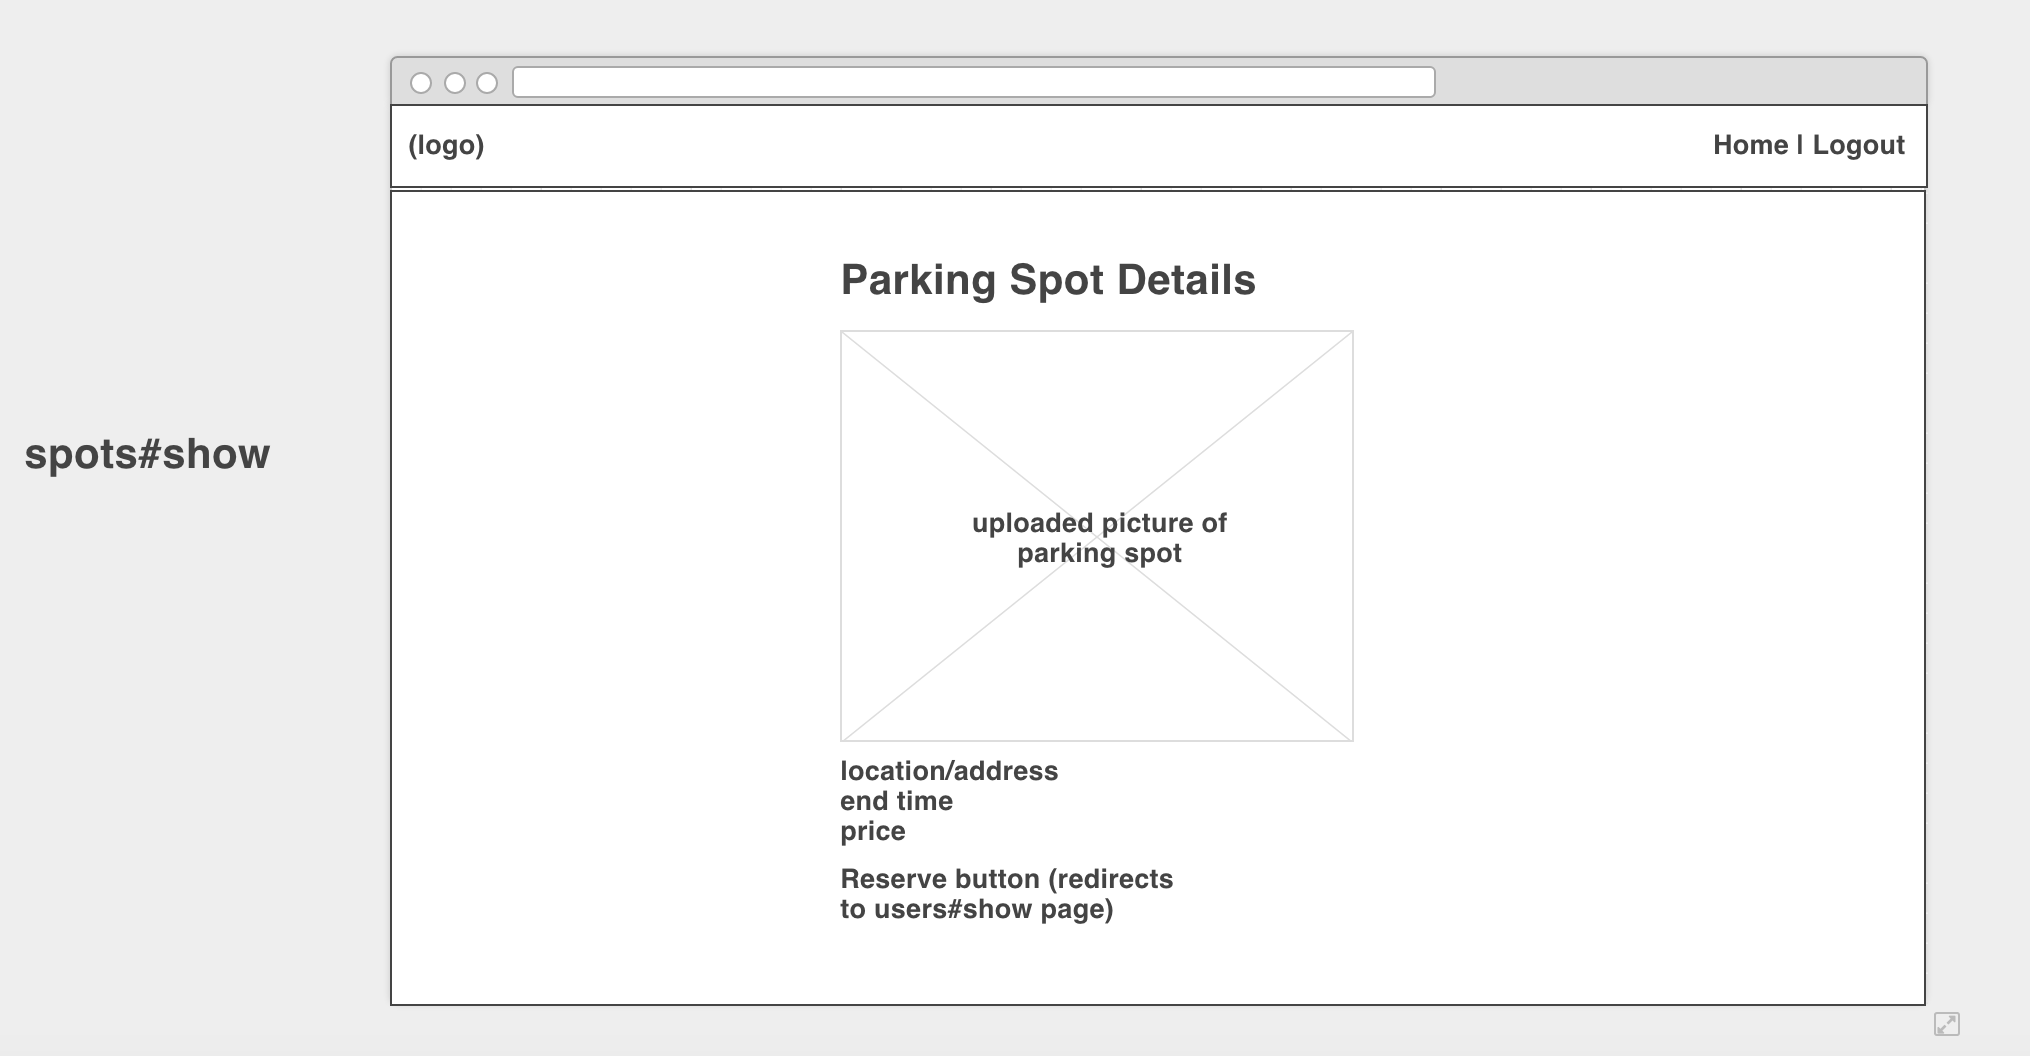 (logo)
Home | Logout
Parking Spot Details
spots#show
uploaded picture of
parking spot
location/address
end time
price
Reserve button (redirects
to users#show page)